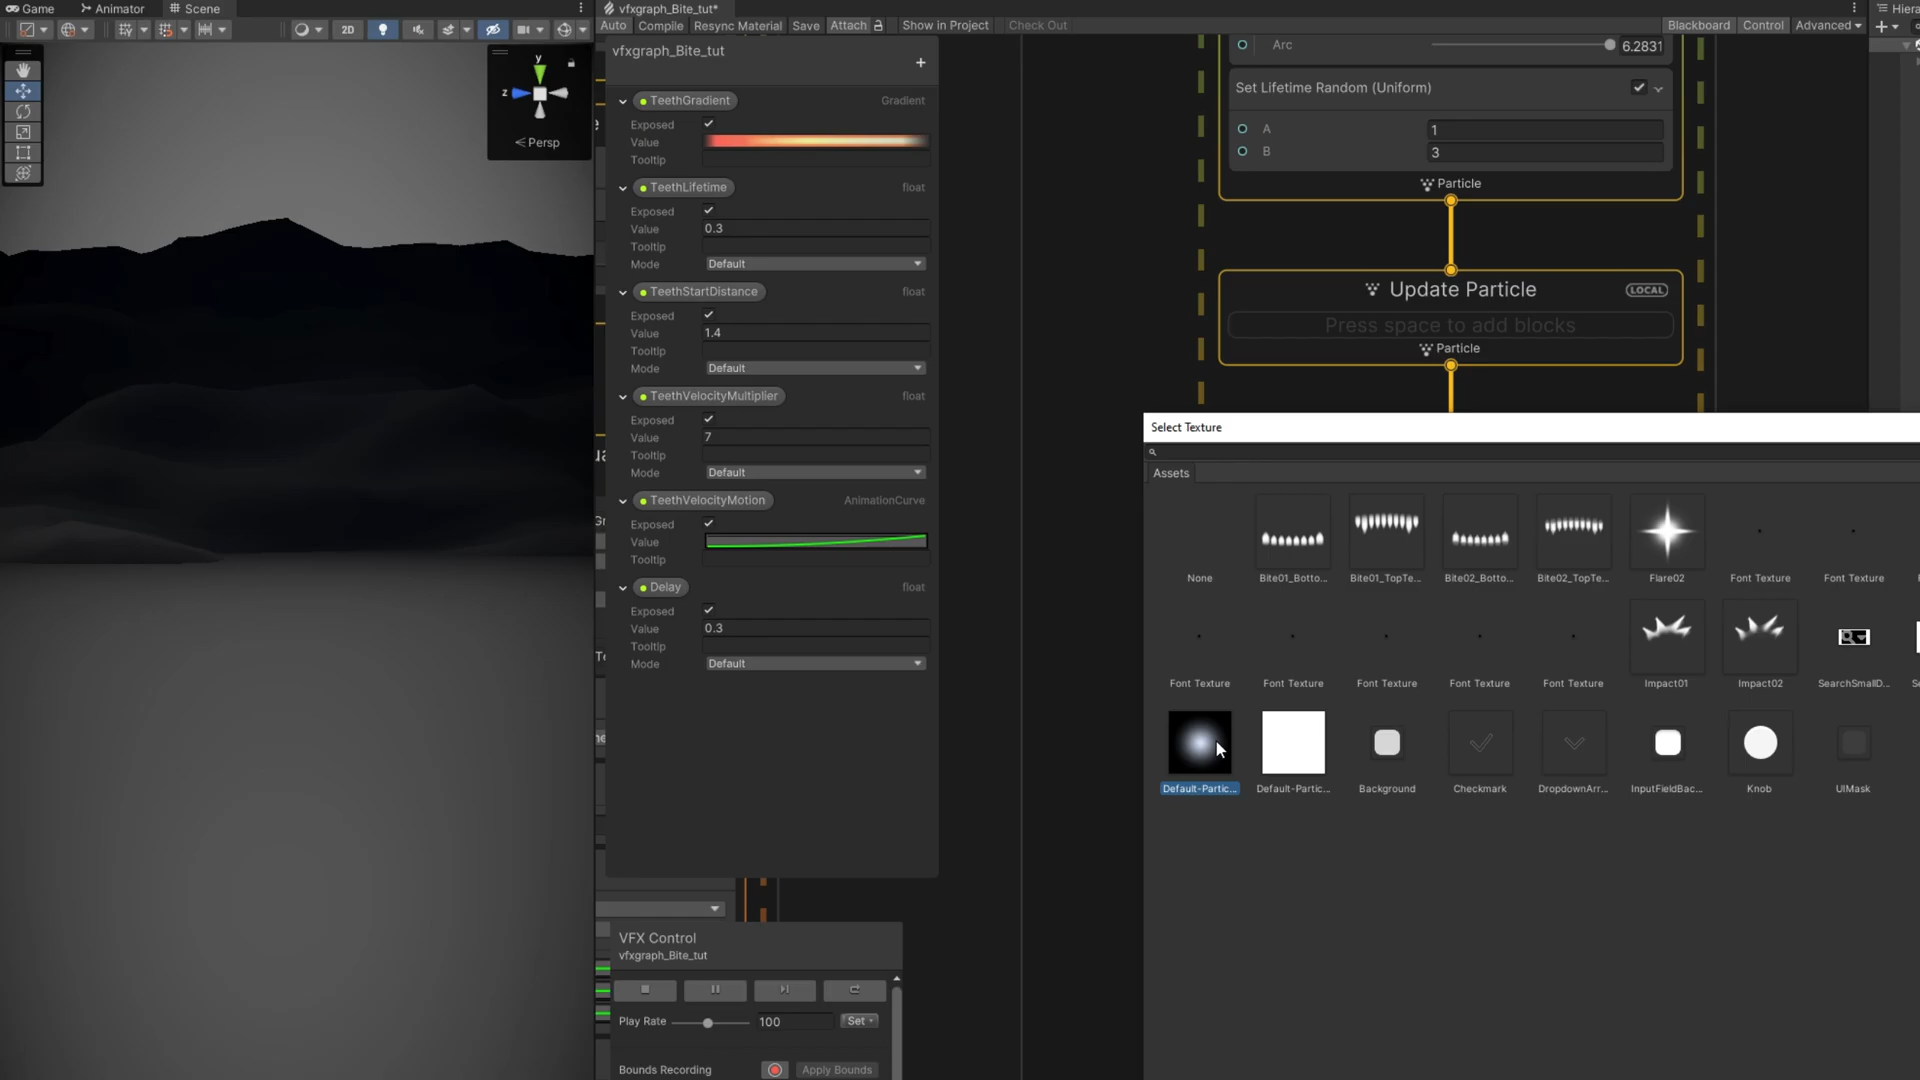 Game
Animator
Scene
2D
y
z
Persp
vfxgraph_Bite_tut*
Auto
Compile
Resync Material
Save
Attach
Show in Project
Check Out
Blackboard
Control
Advanced
Hiera
vfxgraph_Bite_tut
TeethGradient
Gradient
Exposed
Value
Tooltip
TeethLifetime
float
Exposed
Value
0.3
Tooltip
Mode
Default
TeethStartDistance
float
Exposed
Value
1.4
Tooltip
Mode
Default
TeethVelocityMultiplier
float
Exposed
Value
7
Tooltip
Mode
Default
TeethVelocityMotion
AnimationCurve
Exposed
Value
Tooltip
Delay
float
Exposed
Value
0.3
Tooltip
Mode
Default
VFX Control
vfxgraph_Bite_tut
Play Rate
100
Set
Bounds Recording
Apply Bounds
Arc
6.2831
Set Lifetime Random (Uniform)
A
1
B
3
Particle
Update Particle
LOCAL
Press space to add blocks
Particle
Select Texture
Assets
None
Bite01_Botto...
Bite01_TopTe...
Bite02_Botto...
Bite02_TopTe...
Flare02
Font Texture
Font Texture
Font Texture
Font Texture
Font Texture
Font Texture
Font Texture
Impact01
Impact02
SearchSmallD...
Default-Partic...
Default-Partic...
Background
Checkmark
DropdownArr...
InputFieldBac...
Knob
UIMask